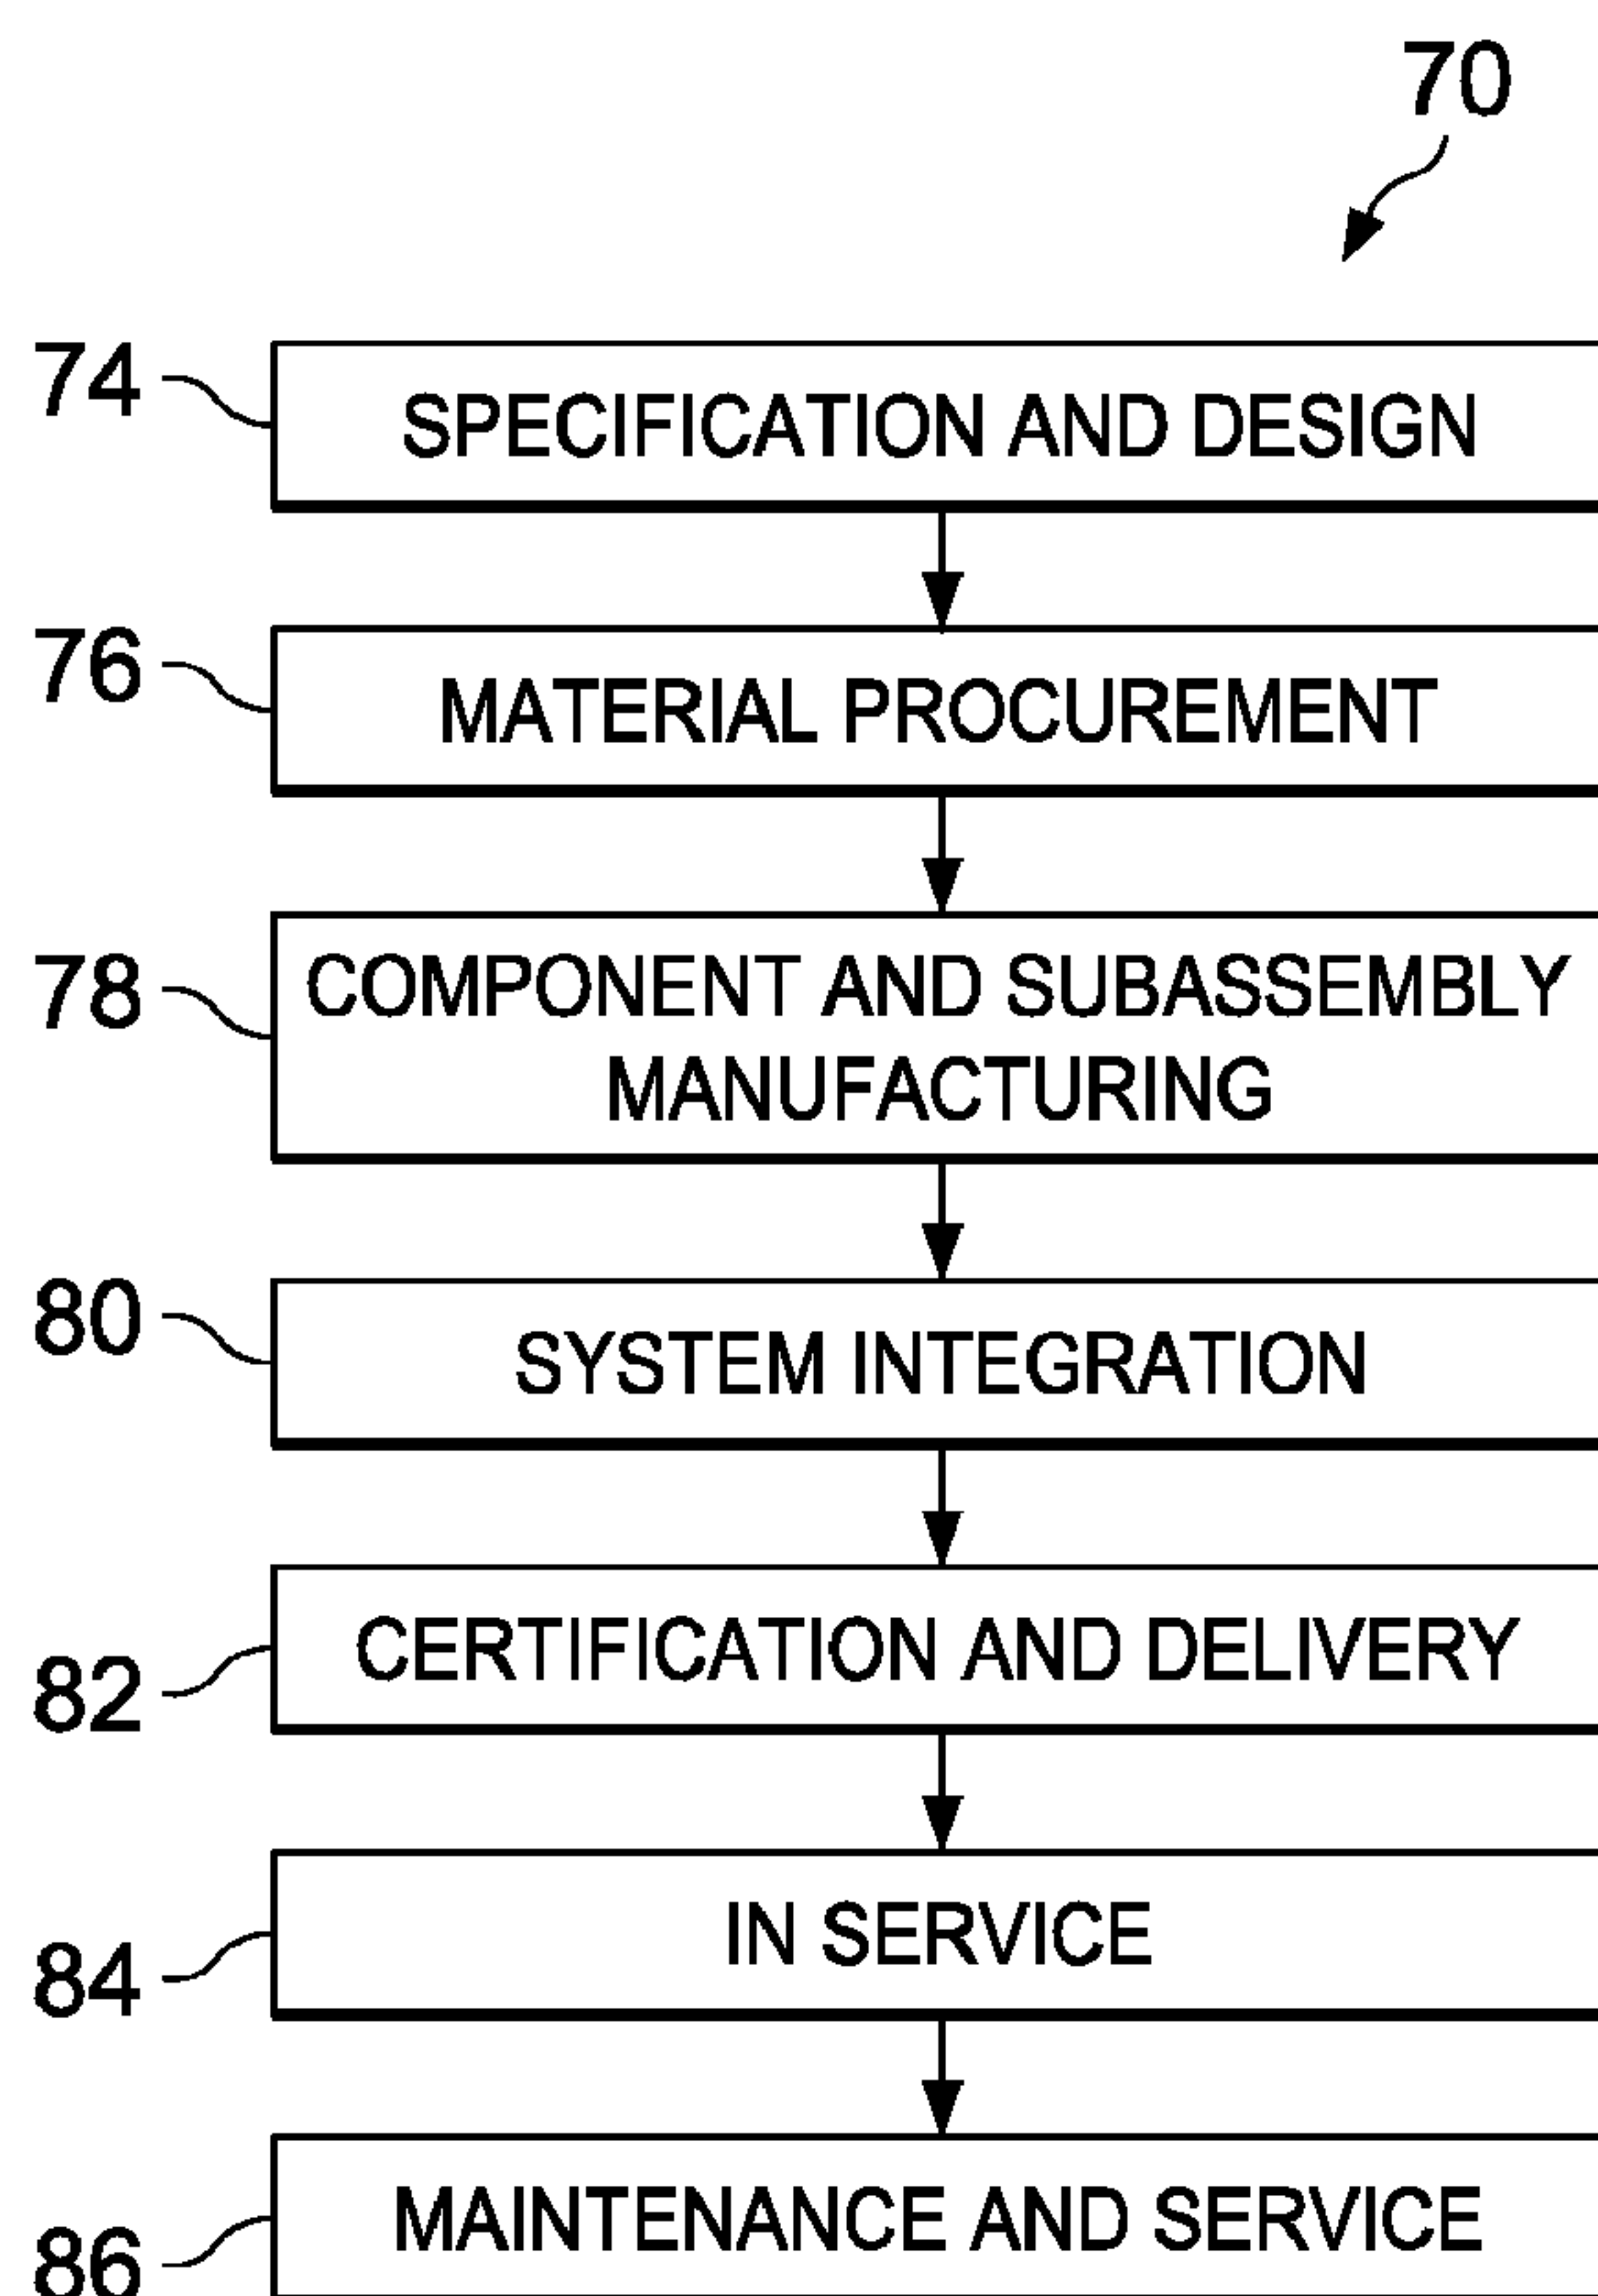 70
74 SPECIFICATION AND DESIGN
76 MATERIAL PROCUREMENT
78 COMPONENT AND SUBASSEMBLY
MANUFACTURING
80 SYSTEM INTEGRATION
82 CERTIFICATION AND DELIVERY
84 IN SERVICE
86 MAINTENANCE AND SERVICE